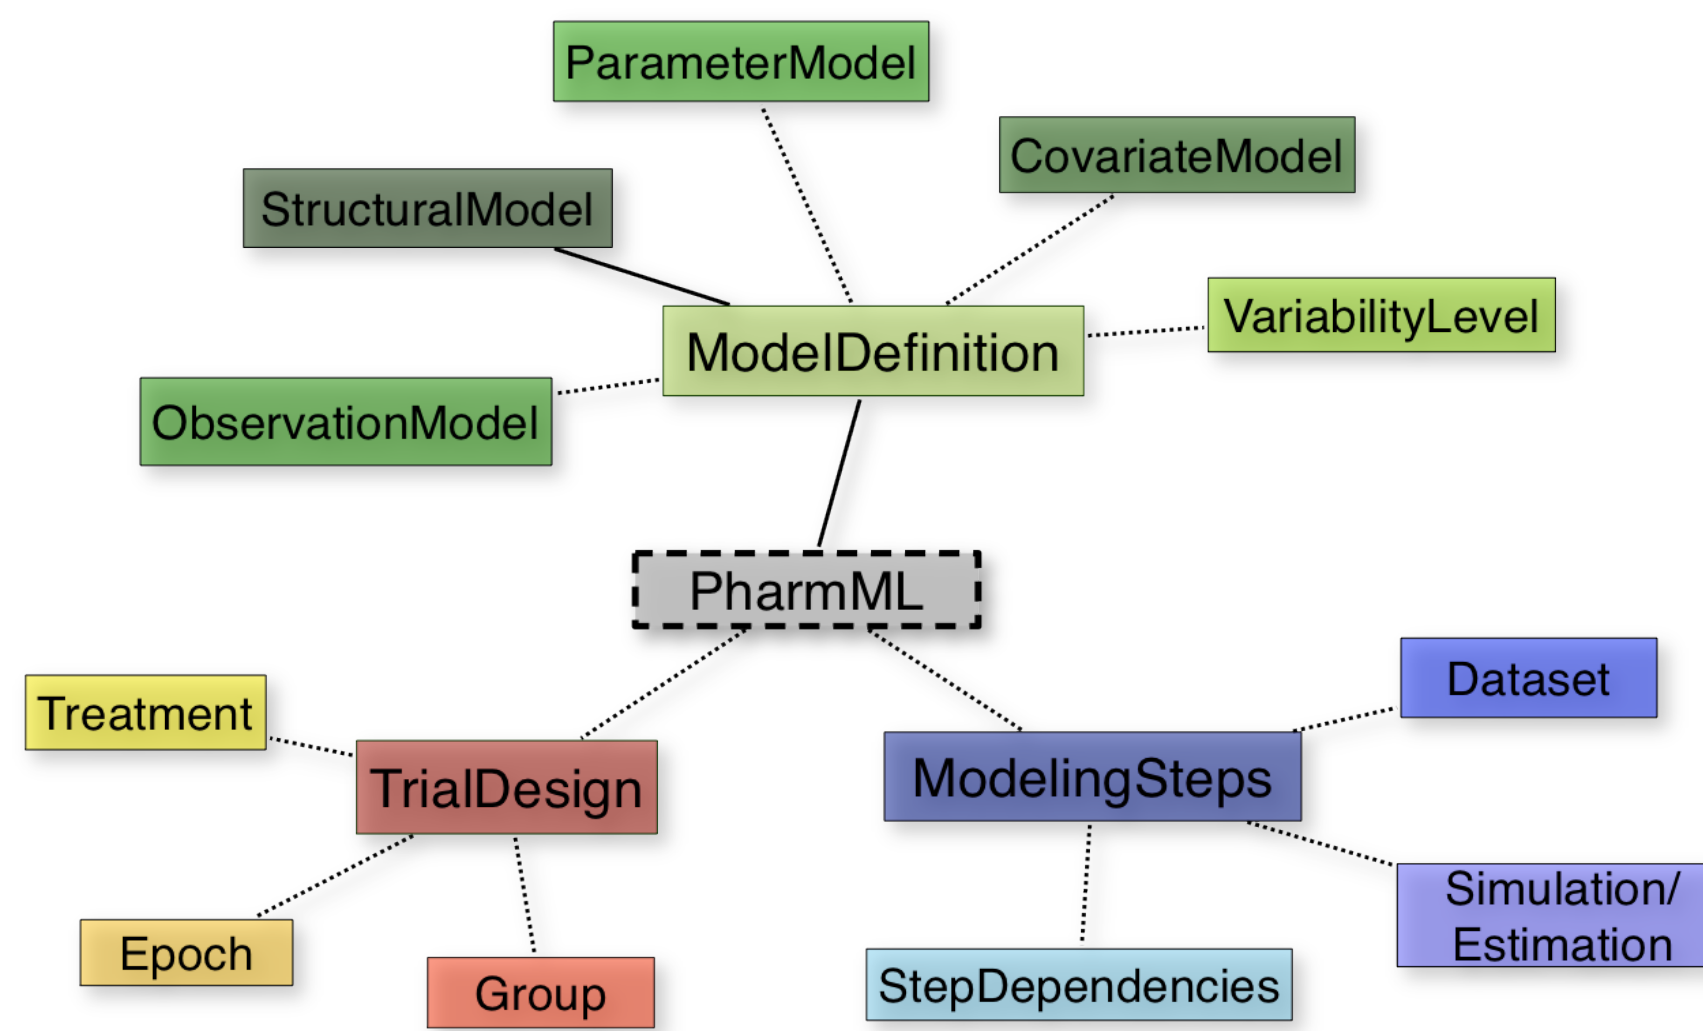 ParameterModel
CovariateModel
StructuralModel
VariabilityLevel
ModelDefinition
ObservationModel
PharmML
Dataset
Treatment
ModelingSteps
TrialDesign
Simulation/
Estimation
Epoch
Group
StepDependencies